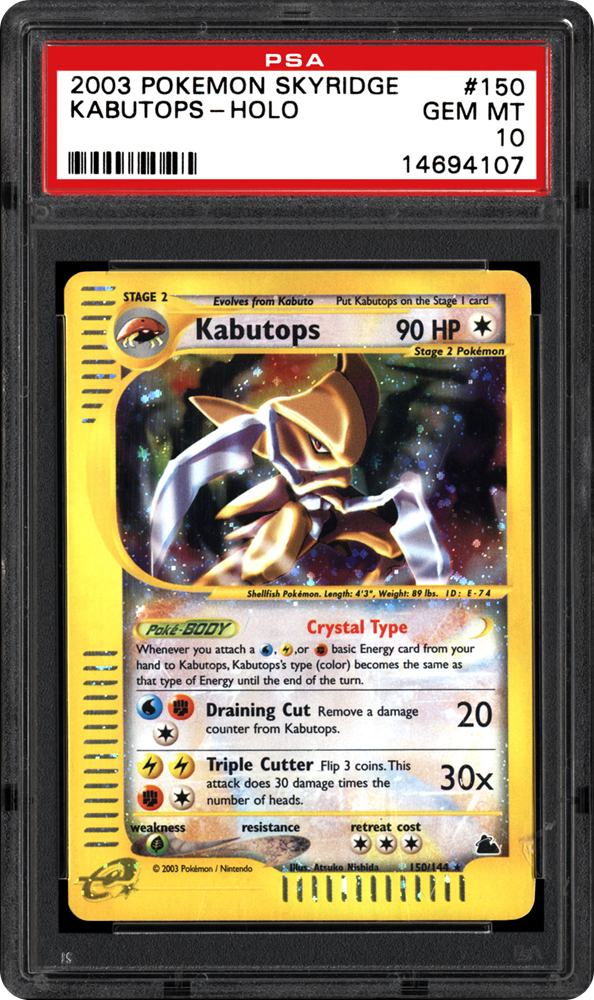 PSA
2003 POKEMON SKYRIDGE #150
KABUTOPS - HOLO GEM MT
10
14694107
STAGE 2 Evolves from Kabuto Put Kabutops on the Stage 1 card
Kabutops 90 HP
Stage 2 Pokémon
Shellfish Pokémon. Length: 4'3", Weight: 89 lbs. ID: E-74
Poké-BODY Crystal Type
Whenever you attach a , , or basic Energy card from your
hand to Kabutops, Kabutops's type (color) becomes the same as
that type of Energy until the end of the turn.
Draining Cut Remove a damage 20
counter from Kabutops.
Triple Cutter Flip 3 coins. This 30x
attack does 30 damage times the
number of heads.
weakness resistance retreat cost
© 2003 Pokémon / Nintendo Illus. Atsuko Nishida 150/144
e